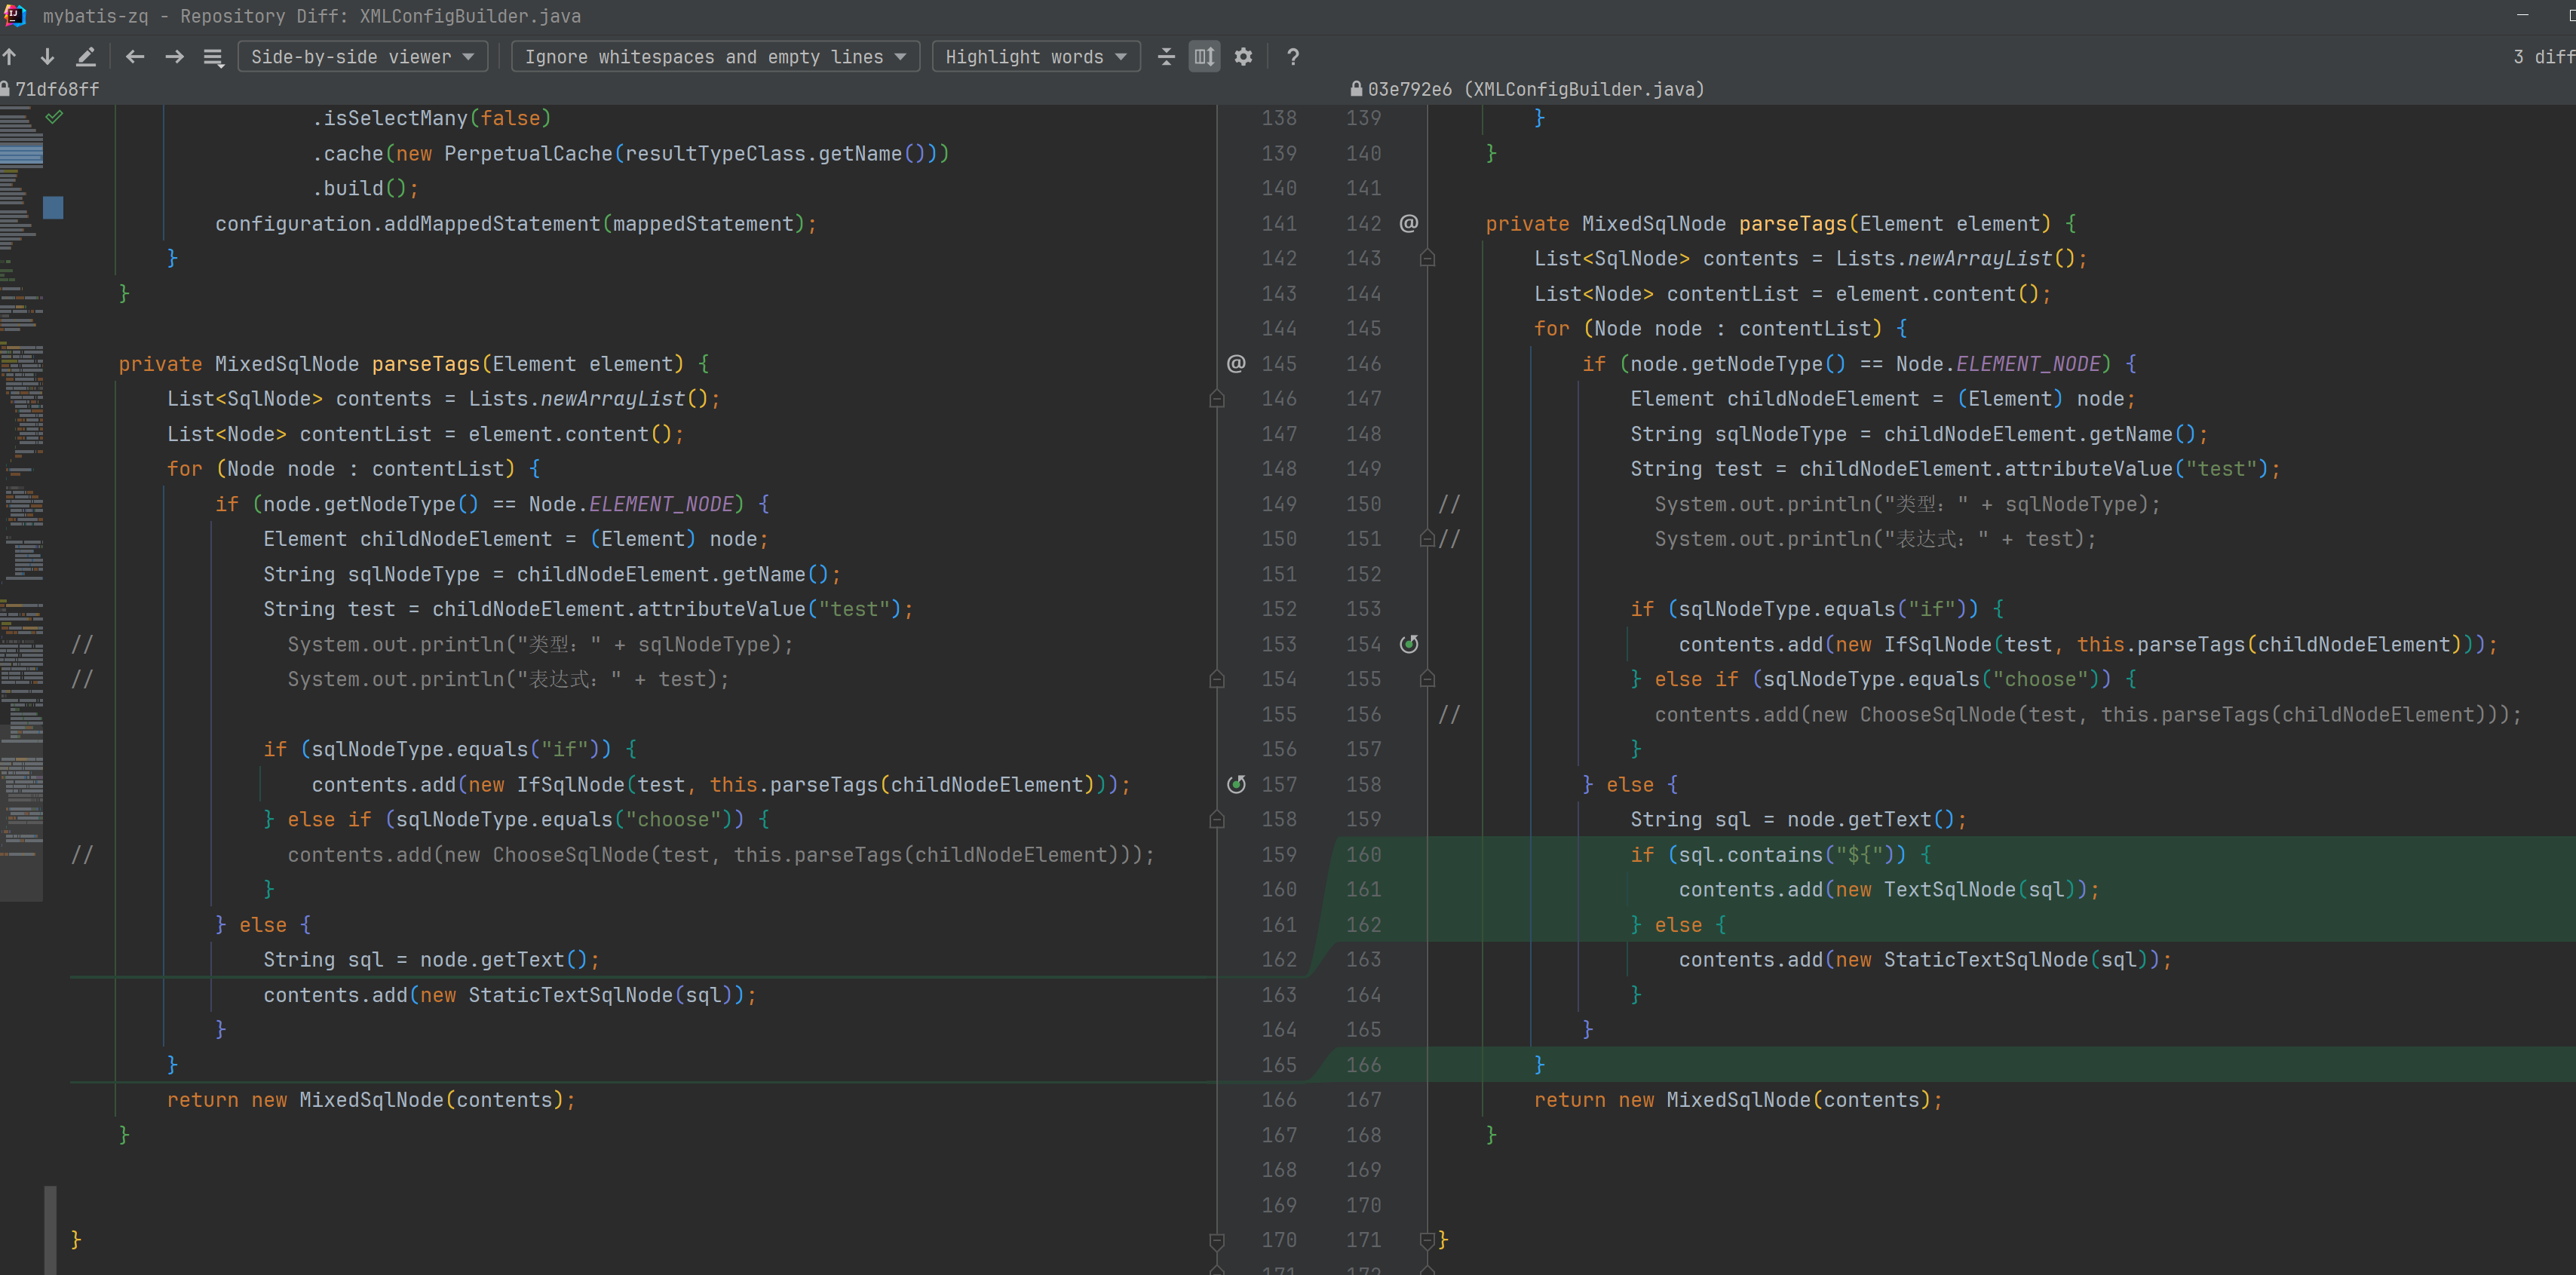 mybatis-zq - Repository Diff: XMLConfigBuilder.java
Side-by-side viewer
Ignore whitespaces and empty lines
Highlight words
?
3 diff
71df68ff
03e792e6 (XMLConfigBuilder.java)
.isSelectMany(false)
.cache(new PerpetualCache(resultTypeClass.getName()))
.build();
configuration.addMappedStatement(mappedStatement);
}
}
private MixedSqlNode parseTags(Element element) {
List<SqlNode> contents = Lists.newArrayList();
List<Node> contentList = element.content();
for (Node node : contentList) {
if (node.getNodeType() == Node.ELEMENT_NODE) {
Element childNodeElement = (Element) node;
String sqlNodeType = childNodeElement.getName();
String test = childNodeElement.attributeValue("test");
// System.out.println("类型：" + sqlNodeType);
// System.out.println("表达式：" + test);
if (sqlNodeType.equals("if")) {
contents.add(new IfSqlNode(test, this.parseTags(childNodeElement)));
} else if (sqlNodeType.equals("choose")) {
// contents.add(new ChooseSqlNode(test, this.parseTags(childNodeElement)));
}
} else {
String sql = node.getText();
contents.add(new StaticTextSqlNode(sql));
}
}
return new MixedSqlNode(contents);
}
}
138 139
139 140
140 141
141 142 @
142 143
143 144
144 145
@ 145 146
146 147
147 148
148 149
149 150
150 151
151 152
152 153
153 154
154 155
155 156
156 157
157 158
158 159
159 160
160 161
161 162
162 163
163 164
164 165
165 166
166 167
167 168
168 169
169 170
170 171
171 172
}
}
private MixedSqlNode parseTags(Element element) {
List<SqlNode> contents = Lists.newArrayList();
List<Node> contentList = element.content();
for (Node node : contentList) {
if (node.getNodeType() == Node.ELEMENT_NODE) {
Element childNodeElement = (Element) node;
String sqlNodeType = childNodeElement.getName();
String test = childNodeElement.attributeValue("test");
// System.out.println("类型：" + sqlNodeType);
// System.out.println("表达式：" + test);
if (sqlNodeType.equals("if")) {
contents.add(new IfSqlNode(test, this.parseTags(childNodeElement)));
} else if (sqlNodeType.equals("choose")) {
// contents.add(new ChooseSqlNode(test, this.parseTags(childNodeElement)));
}
} else {
String sql = node.getText();
if (sql.contains("${")) {
contents.add(new TextSqlNode(sql));
} else {
contents.add(new StaticTextSqlNode(sql));
}
}
}
return new MixedSqlNode(contents);
}
}